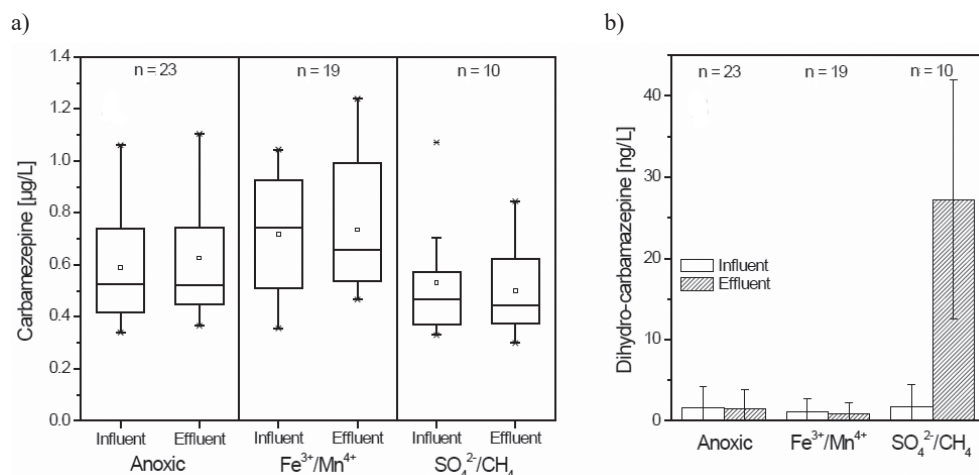 a)
Carbamezepine [µg/L]
1.4
1.2
1.0
0.8
0.6
0.4
0.2
0.0
n = 23
n = 19
n = 10
Influent Effluent Influent Effluent Influent Effluent
Anoxic Fe³⁺/Mn⁴⁺ SO₄²⁻/CH₄
b)
Dihydro-carbamazepine [ng/L]
40
30
20
10
0
n = 23 n = 19 n = 10
Influent
Effluent
Anoxic Fe³⁺/Mn⁴⁺ SO₄²⁻/CH₄